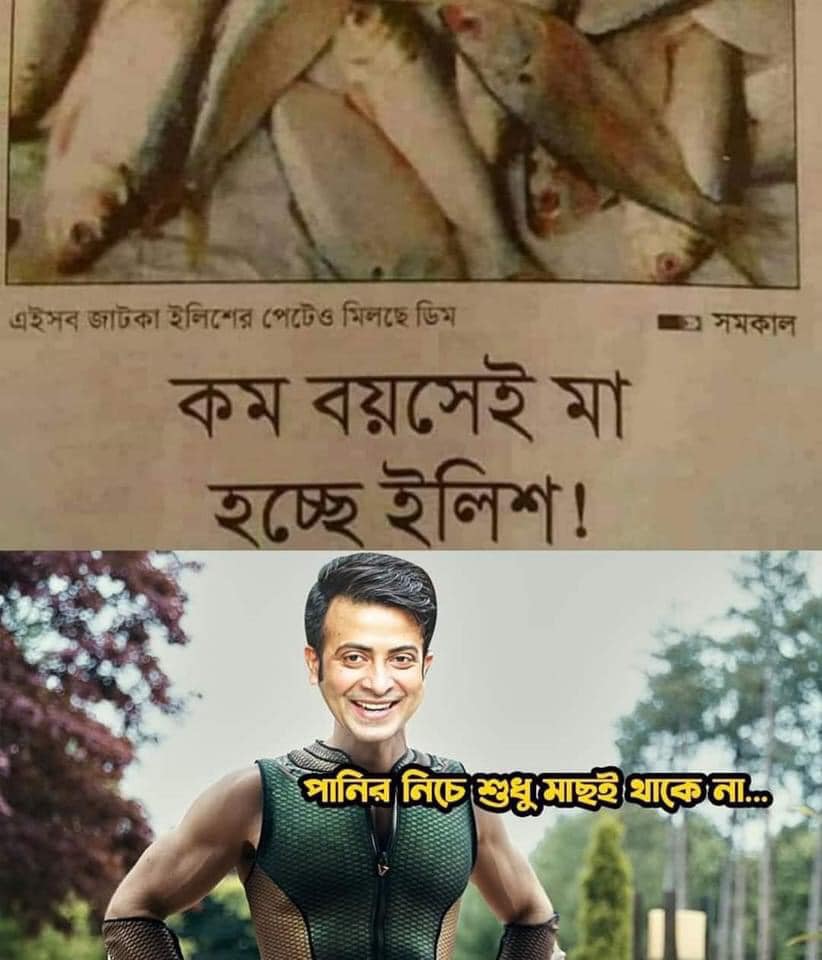 এইসব জাটকা ইলিশের পেটেও মিলছে ডিম
সমকাল
কম বয়সেই মা
হচ্ছে ইলিশ!
পানির নিচে শুধু মাছই থাকে না...